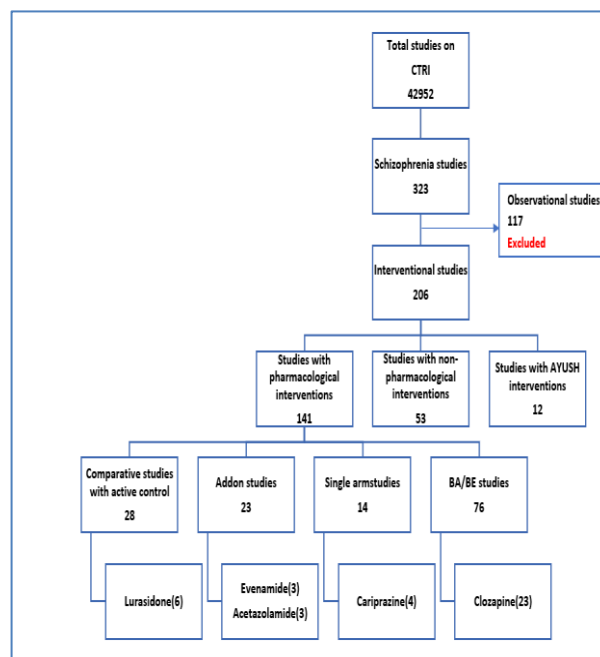 Total studies on
CTRI
42952
Schizophrenia studies
323
Observational studies
117
Excluded
Interventional studies
206
Studies with
pharmacological
interventions
141
Studies with non-
pharmacological
interventions
53
Studies with AYUSH
interventions
12
Comparative studies
with active control
28
Addon studies
23
Single armstudies
14
BA/BE studies
76
Lurasidone(6)
Evenamide(3)
Acetazolamide(3)
Cariprazine(4)
Clozapine(23)